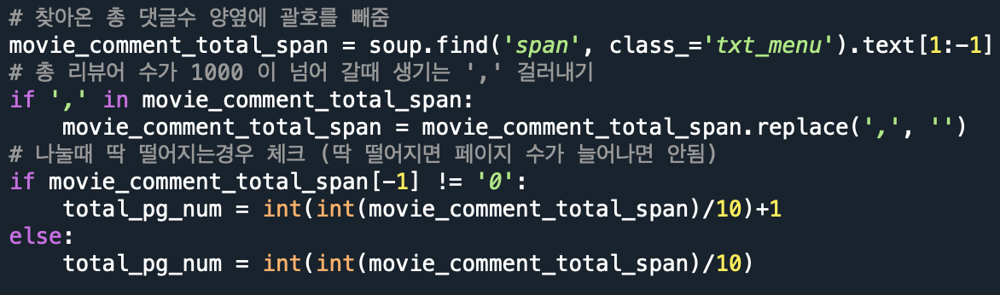 # 찾아온 총 댓글수 양옆에 괄호를 빼줌
movie_comment_total_span = soup.find('span', class_='txt_menu').text[1:-1]
# 총 리뷰어 수가 1000 이 넘어 갈때 생기는 ',' 걸러내기
if ',' in movie_comment_total_span:
    movie_comment_total_span = movie_comment_total_span.replace(',', '')
# 나눌때 딱 떨어지는경우 체크 (딱 떨어지면 페이지 수가 늘어나면 안됨)
if movie_comment_total_span[-1] != '0':
    total_pg_num = int(int(movie_comment_total_span)/10)+1
else:
    total_pg_num = int(int(movie_comment_total_span)/10)